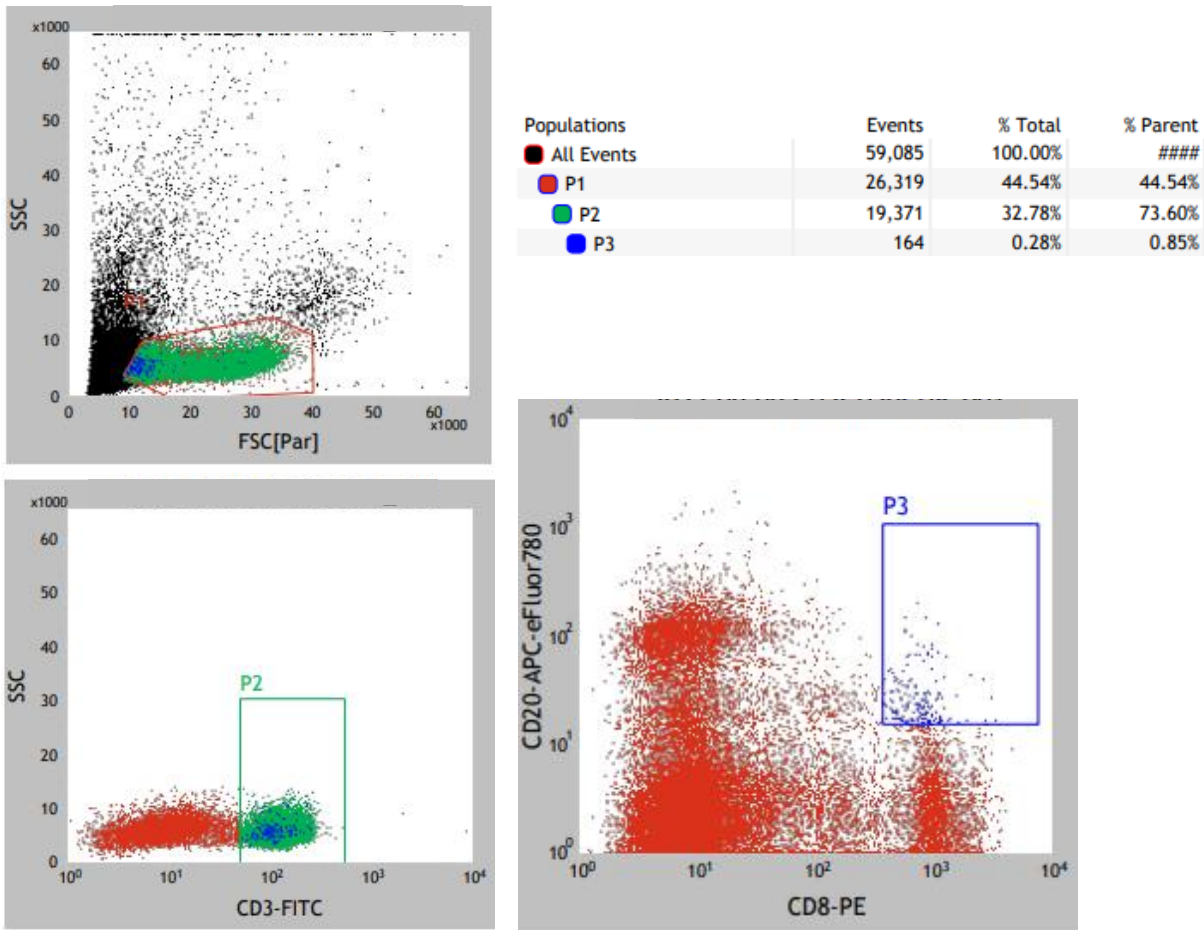 x1000
60
50
40
30
20
10
0
0 10 20 30 40 50 60
x1000
SSC
FSC[Par]
P1
Populations Events % Total % Parent
All Events 59,085 100.00% ####
P1 26,319 44.54% 44.54%
P2 19,371 32.78% 73.60%
P3 164 0.28% 0.85%
x1000
60
50
40
30
20
10
0
10^0 10^1 10^2 10^3 10^4
SSC
CD3-FITC
P2
10^4
10^3
10^2
10^1
10^0
10^0 10^1 10^2 10^3 10^4
CD20-APC-eFluor780
CD8-PE
P3